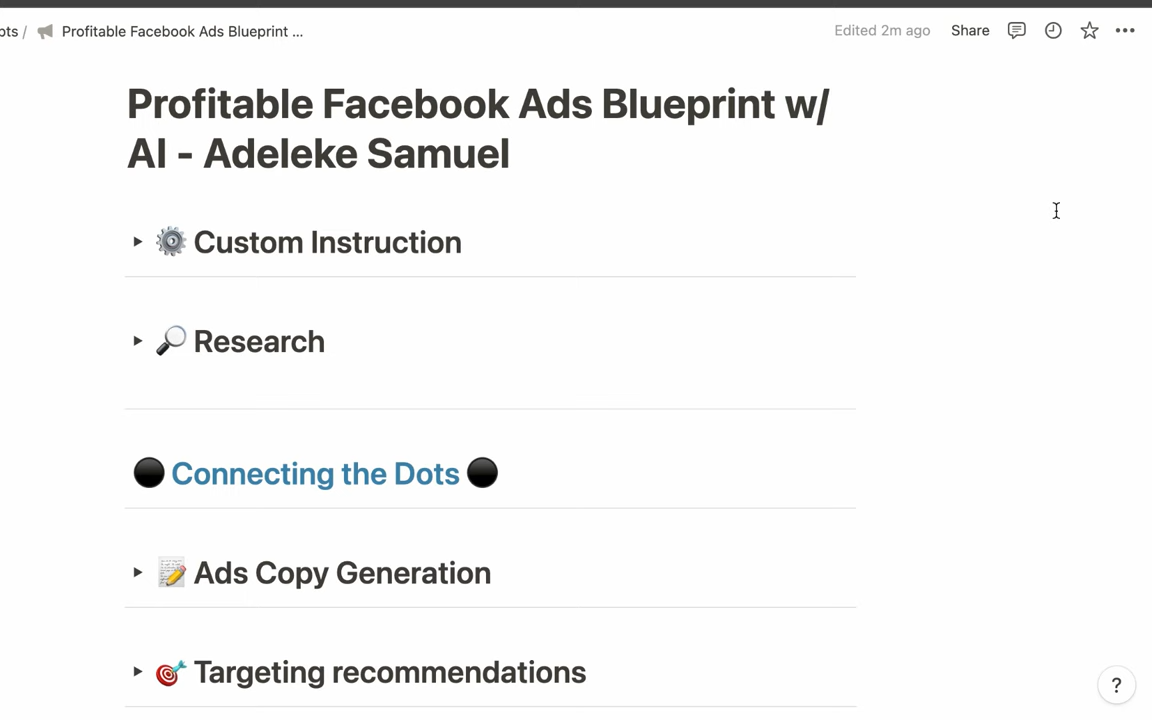 pts / Profitable Facebook Ads Blueprint ...
Edited 2m ago Share
Profitable Facebook Ads Blueprint w/
AI - Adeleke Samuel
Custom Instruction
Research
Connecting the Dots
Ads Copy Generation
Targeting recommendations
?